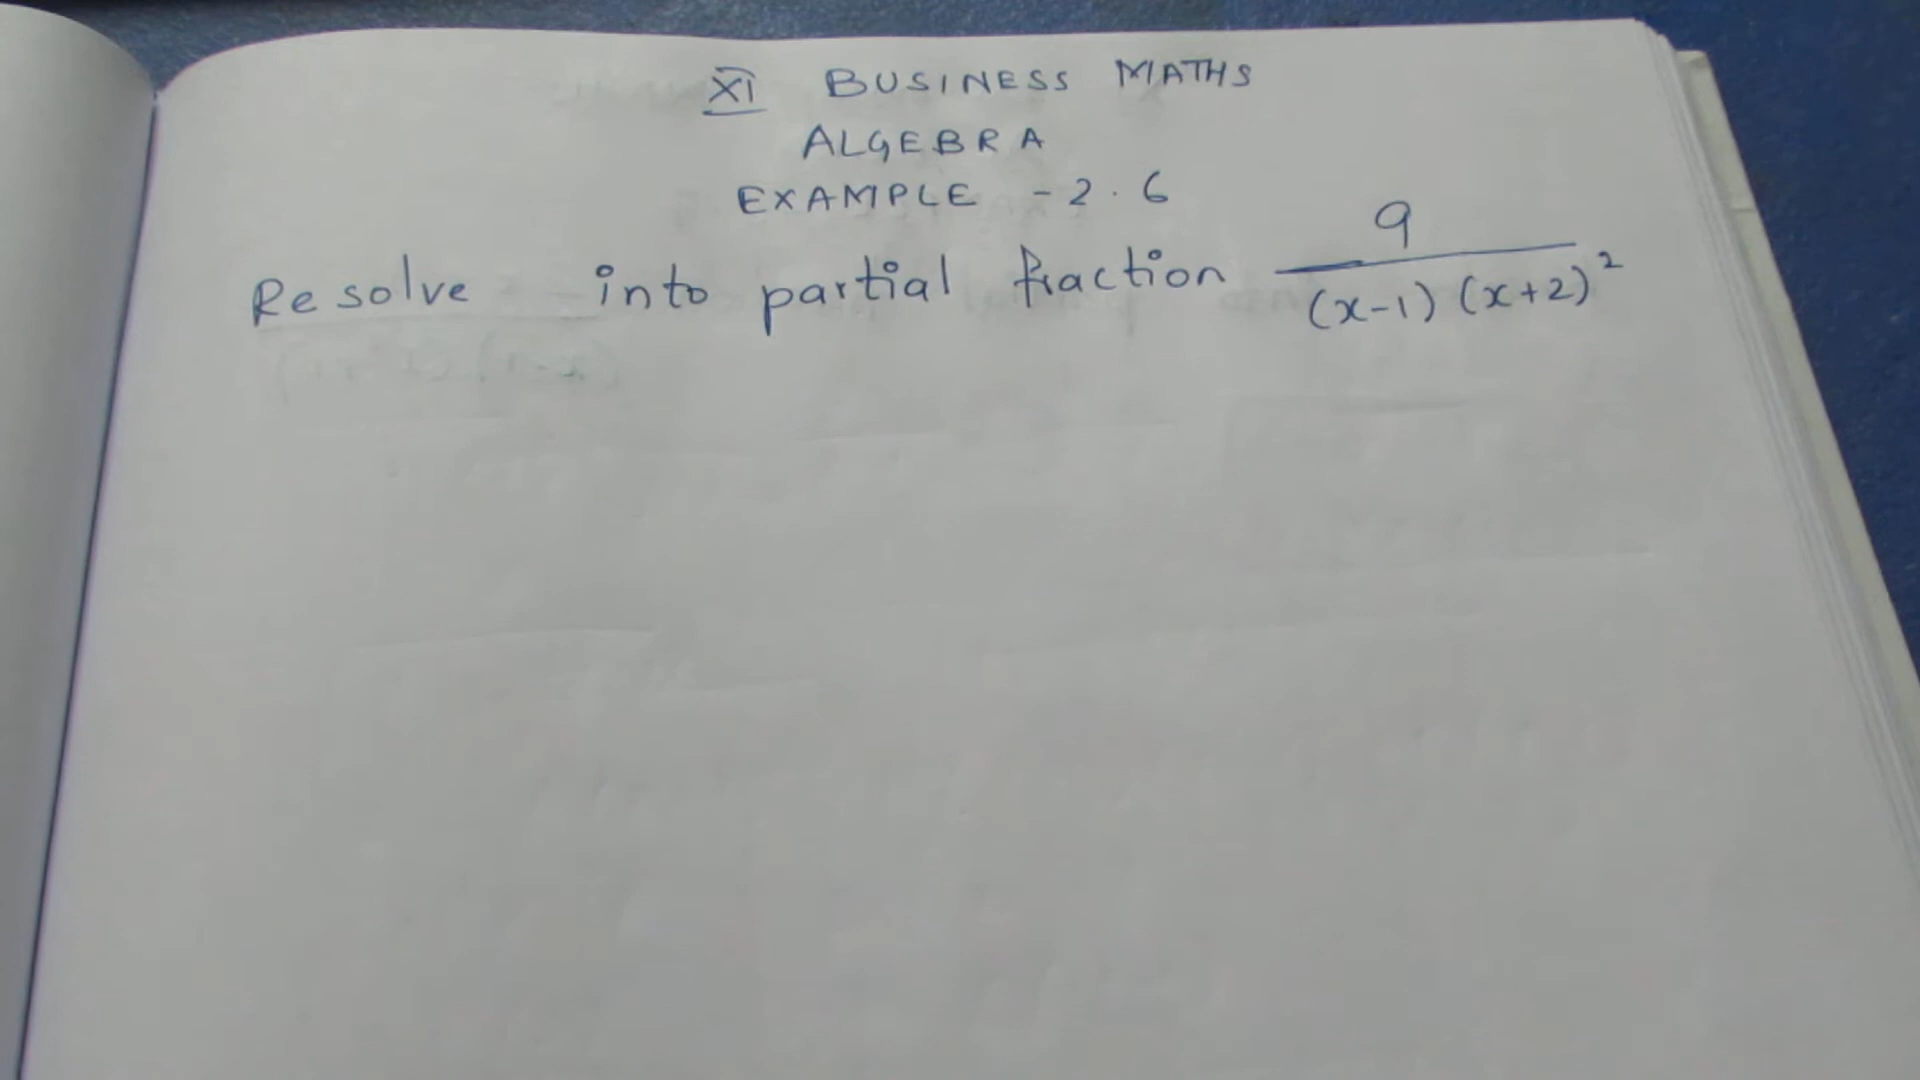 XI BUSINESS MATHS
ALGEBRA
EXAMPLE - 2.6
Resolve into partial fraction 9/((x-1)(x+2)²)